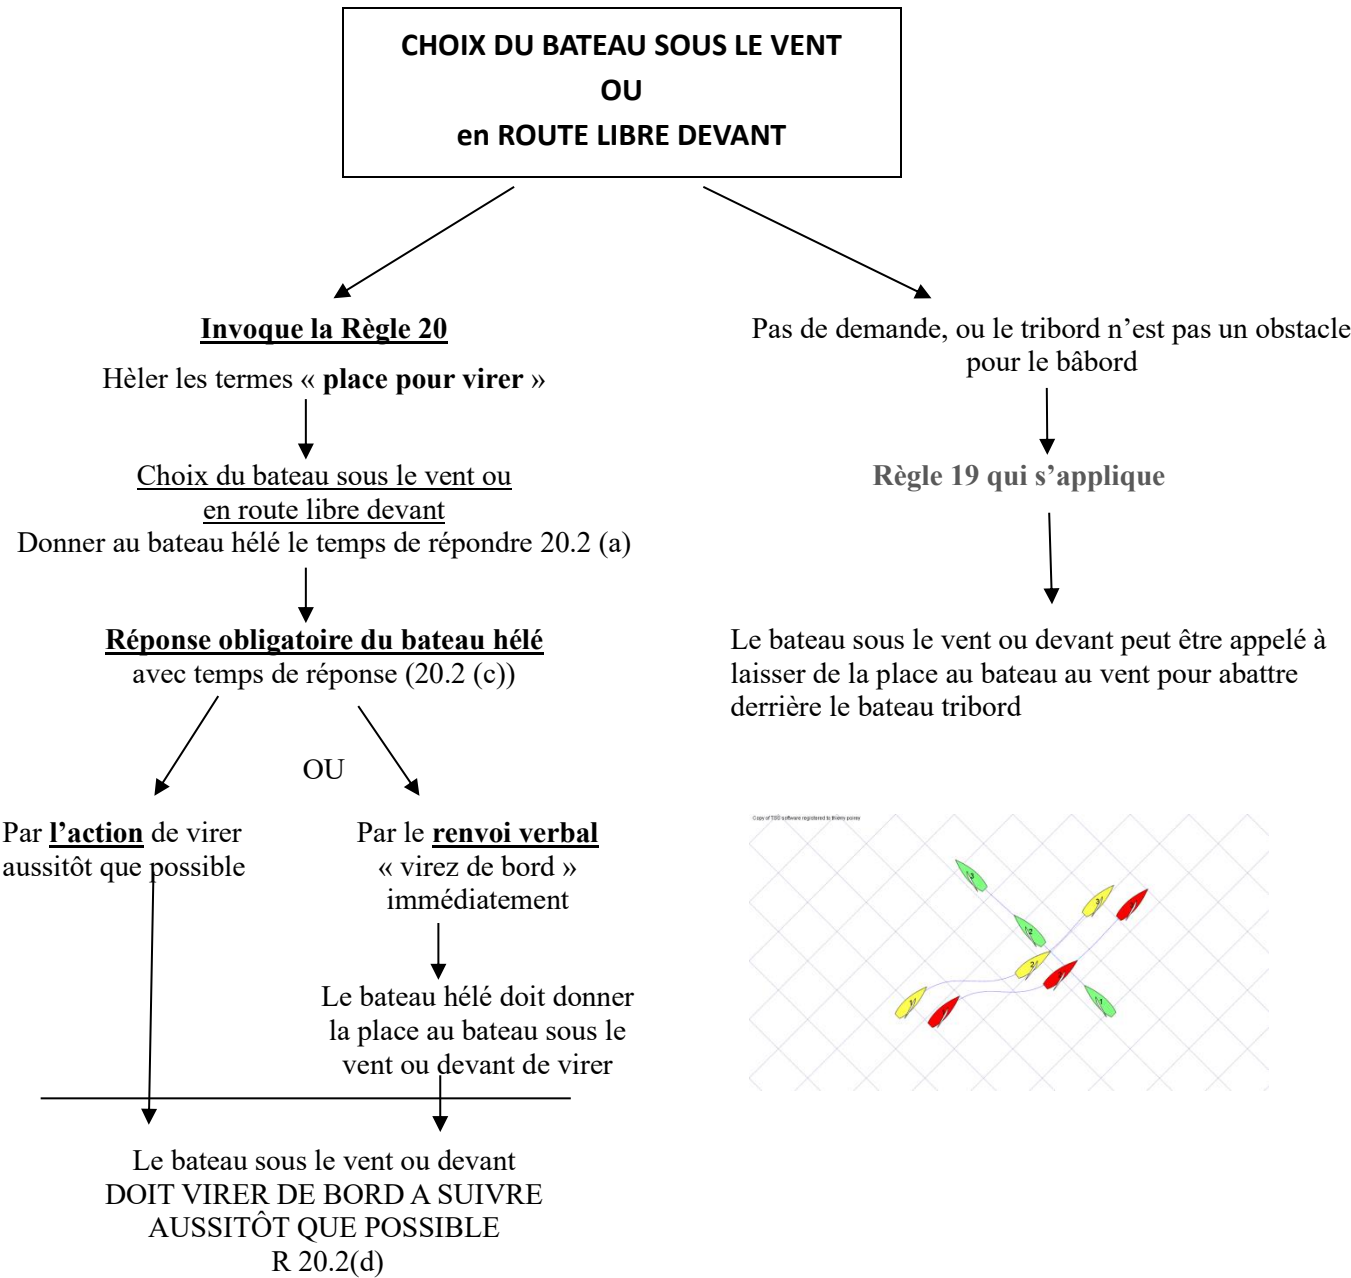 CHOIX DU BATEAU SOUS LE VENT
OU
en ROUTE LIBRE DEVANT
Invoque la Règle 20
Hèler les termes « place pour virer »
Choix du bateau sous le vent ou
en route libre devant
Donner au bateau hélé le temps de répondre 20.2 (a)
Réponse obligatoire du bateau hélé
avec temps de réponse (20.2 (c))
OU
Par l’action de virer
aussitôt que possible
Par le renvoi verbal
« virez de bord »
immédiatement
Le bateau hélé doit donner
la place au bateau sous le
vent ou devant de virer
Le bateau sous le vent ou devant
DOIT VIRER DE BORD A SUIVRE
AUSSITÔT QUE POSSIBLE
R 20.2(d)
Pas de demande, ou le tribord n’est pas un obstacle
pour le bâbord
Règle 19 qui s’applique
Le bateau sous le vent ou devant peut être appelé à
laisser de la place au bateau au vent pour abattre
derrière le bateau tribord